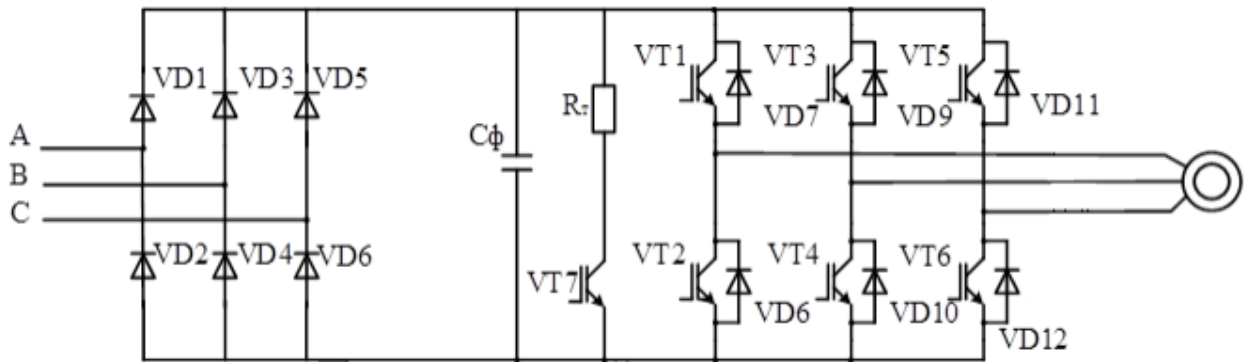 VD1 VD3 VD5
A
B
C
VD2 VD4 VD6
Cф
Rт
VT7
VT1 VT3 VT5
VD7 VD9 VD11
VT2 VT4 VT6
VD6 VD10 VD12